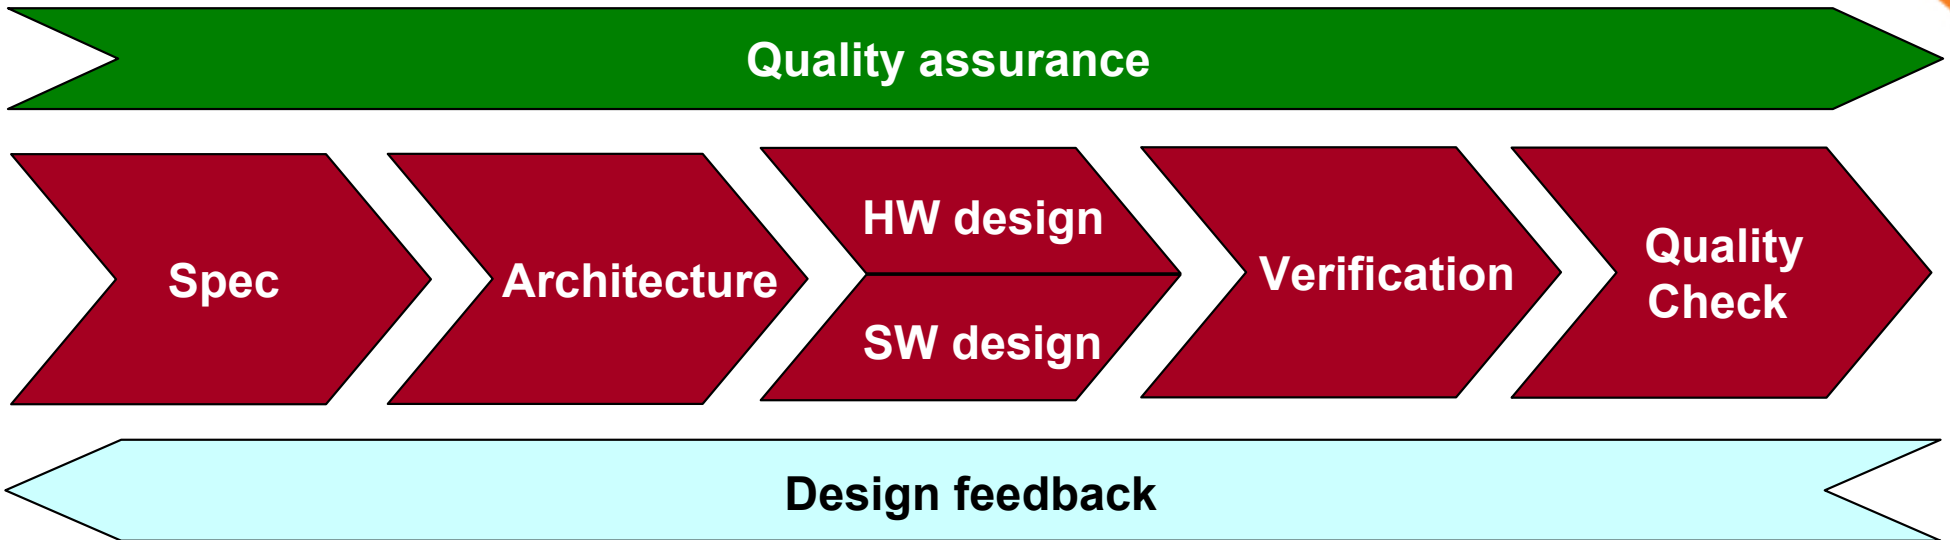 Quality assurance
Spec
Architecture
HW design
SW design
Verification
Quality
Check
Design feedback